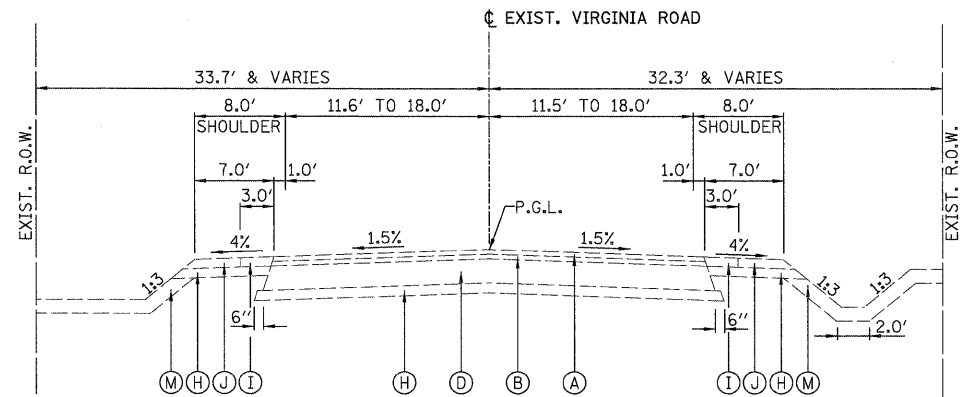 ℄ EXIST. VIRGINIA ROAD
33.7' & VARIES
32.3' & VARIES
8.0'
11.6' TO 18.0'
11.5' TO 18.0'
8.0'
SHOULDER
SHOULDER
7.0'
1.0'
1.0'
7.0'
3.0'
3.0'
P.G.L.
4%
1.5%
1.5%
4%
1:3
1:3
1:3
6"
6"
2.0'
M H J I H D B A I J H M
EXIST. R.O.W.
EXIST. R.O.W.